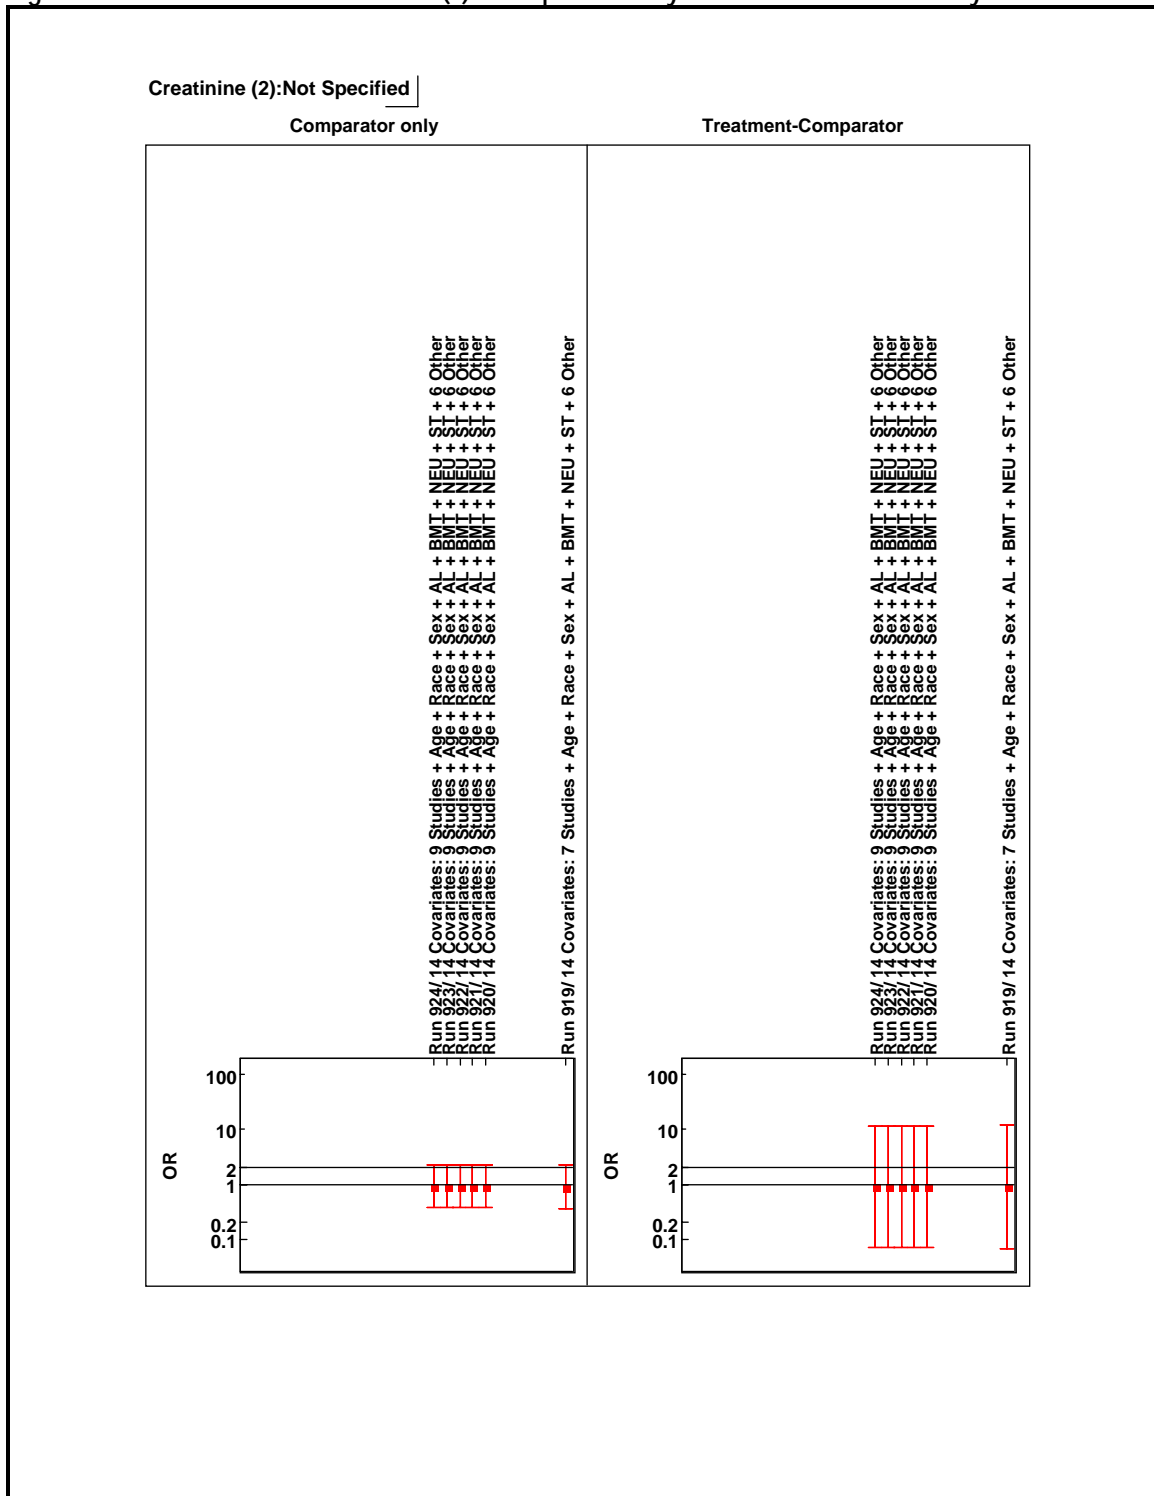 Creatinine (2):Not Specified
Comparator only
Treatment-Comparator
Run 924/ 14 Covariates: 9 Studies + Age + Race + Sex + AL + BMT + NEU + ST + 6 Other
Run 923/ 14 Covariates: 9 Studies + Age + Race + Sex + AL + BMT + NEU + ST + 6 Other
Run 922/ 14 Covariates: 9 Studies + Age + Race + Sex + AL + BMT + NEU + ST + 6 Other
Run 921/ 14 Covariates: 9 Studies + Age + Race + Sex + AL + BMT + NEU + ST + 6 Other
Run 920/ 14 Covariates: 9 Studies + Age + Race + Sex + AL + BMT + NEU + ST + 6 Other
Run 919/ 14 Covariates: 7 Studies + Age + Race + Sex + AL + BMT + NEU + ST + 6 Other
OR
100
10
2
1
0.2
0.1
Run 924/ 14 Covariates: 9 Studies + Age + Race + Sex + AL + BMT + NEU + ST + 6 Other
Run 923/ 14 Covariates: 9 Studies + Age + Race + Sex + AL + BMT + NEU + ST + 6 Other
Run 922/ 14 Covariates: 9 Studies + Age + Race + Sex + AL + BMT + NEU + ST + 6 Other
Run 921/ 14 Covariates: 9 Studies + Age + Race + Sex + AL + BMT + NEU + ST + 6 Other
Run 920/ 14 Covariates: 9 Studies + Age + Race + Sex + AL + BMT + NEU + ST + 6 Other
Run 919/ 14 Covariates: 7 Studies + Age + Race + Sex + AL + BMT + NEU + ST + 6 Other
OR
100
10
2
1
0.2
0.1